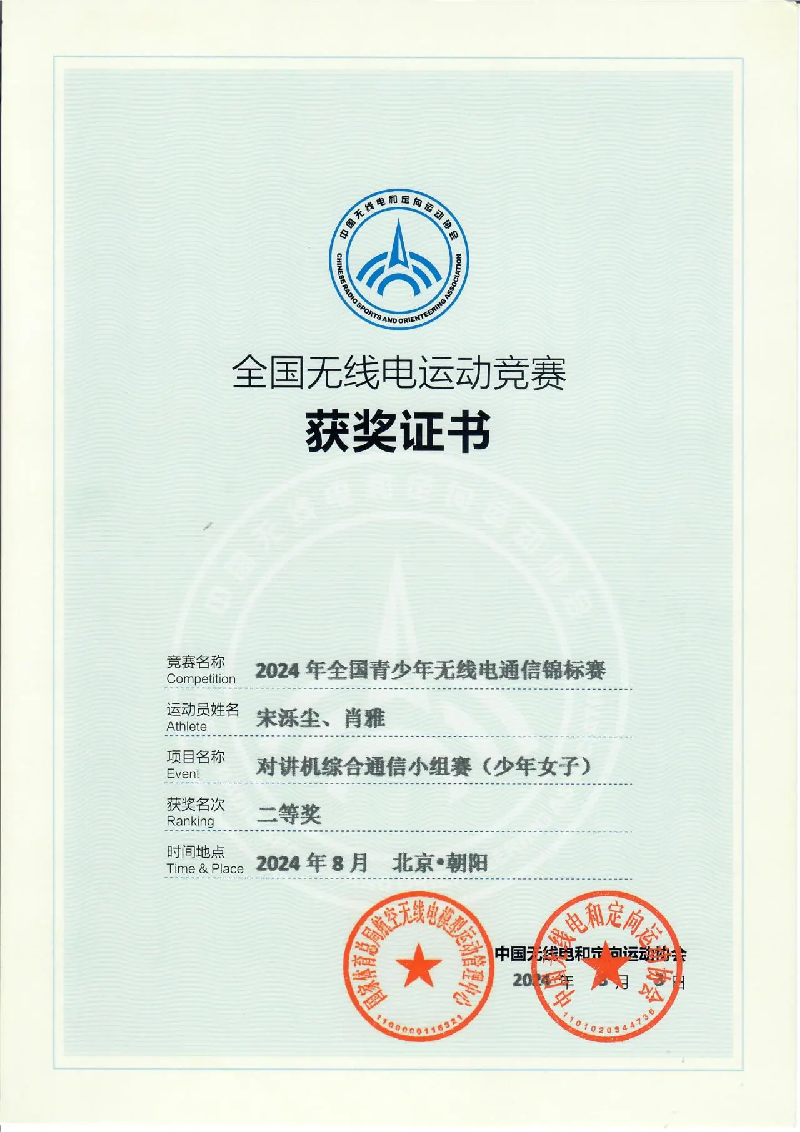 中国无线电和定向运动协会
CHINESE RADIO SPORTS AND ORIENTEERING ASSOCIATION
全国无线电运动竞赛
获奖证书
竞赛名称 2024 年全国青少年无线电通信锦标赛
Competition
运动员姓名 宋泺尘、肖雅
Athlete
项目名称 对讲机综合通信小组赛（少年女子）
Event
获奖名次 二等奖
Ranking
时间地点 2024 年 8 月 北京•朝阳
Time & Place
国家体育总局航空无线电模型运动管理中心
中国无线电和定向运动协会
2024 年 月 日
中国无线电和定向运动协会